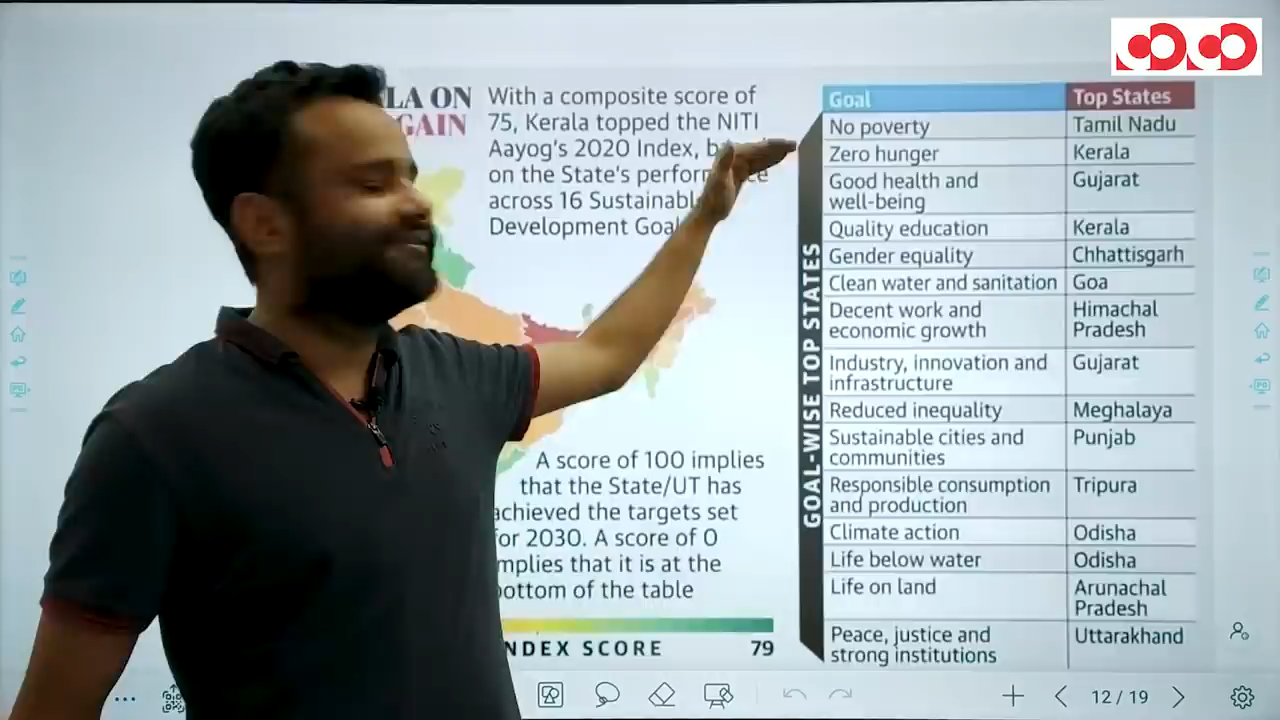 LA ON
GAIN
With a composite score of
75, Kerala topped the NITI
Aayog's 2020 Index,
on the State's
across 16
Development
A score of 100 implies
that the State/UT has
achieved the targets set
for 2030. A score of 0
implies that it is at the
bottom of the table
NDEX SCORE 79
GOAL-WISE TOP STATES
Goal Top States
No poverty Tamil Nadu
Zero hunger Kerala
Good health and Gujarat
well-being
Quality education Kerala
Gender equality Chhattisgarh
Clean water and sanitation Goa
Decent work and Himachal
economic growth Pradesh
Industry, innovation and Gujarat
infrastructure
Reduced inequality Meghalaya
Sustainable cities and Punjab
communities
Responsible consumption Tripura
and production
Climate action Odisha
Life below water Odisha
Life on land Arunachal
Pradesh
Peace, justice and Uttarakhand
strong institutions
12 / 19